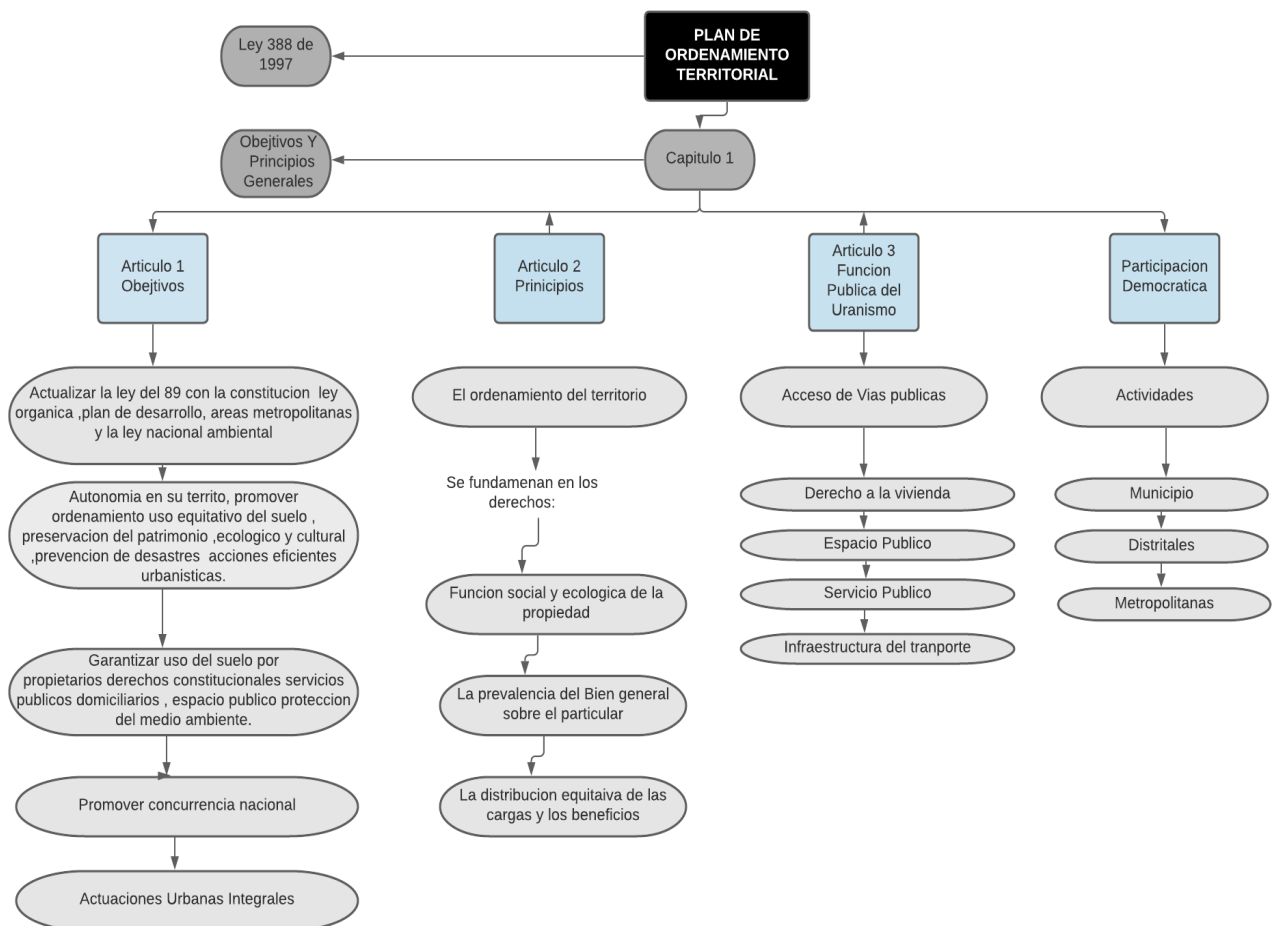 PLAN DE
ORDENAMIENTO
TERRITORIAL
Ley 388 de
1997
Capitulo 1
Obejtivos Y
Principios
Generales
Articulo 1
Obejtivos
Articulo 2
Prinicipios
Articulo 3
Funcion
Publica del
Uranismo
Participacion
Democratica
Actualizar la ley del 89 con la constitucion ley
organica ,plan de desarrollo, areas metropolitanas
y la ley nacional ambiental
Autonomia en su territo, promover
ordenamiento uso equitativo del suelo ,
preservacion del patrimonio ,ecologico y cultural
,prevencion de desastres acciones eficientes
urbanisticas.
Garantizar uso del suelo por
propietarios derechos constitucionales servicios
publicos domiciliarios , espacio publico proteccion
del medio ambiente.
Promover concurrencia nacional
Actuaciones Urbanas Integrales
El ordenamiento del territorio
Se fundamenan en los
derechos:
Funcion social y ecologica de la
propiedad
La prevalencia del Bien general
sobre el particular
La distribucion equitaiva de las
cargas y los beneficios
Acceso de Vias publicas
Derecho a la vivienda
Espacio Publico
Servicio Publico
Infraestructura del tranporte
Actividades
Municipio
Distritales
Metropolitanas